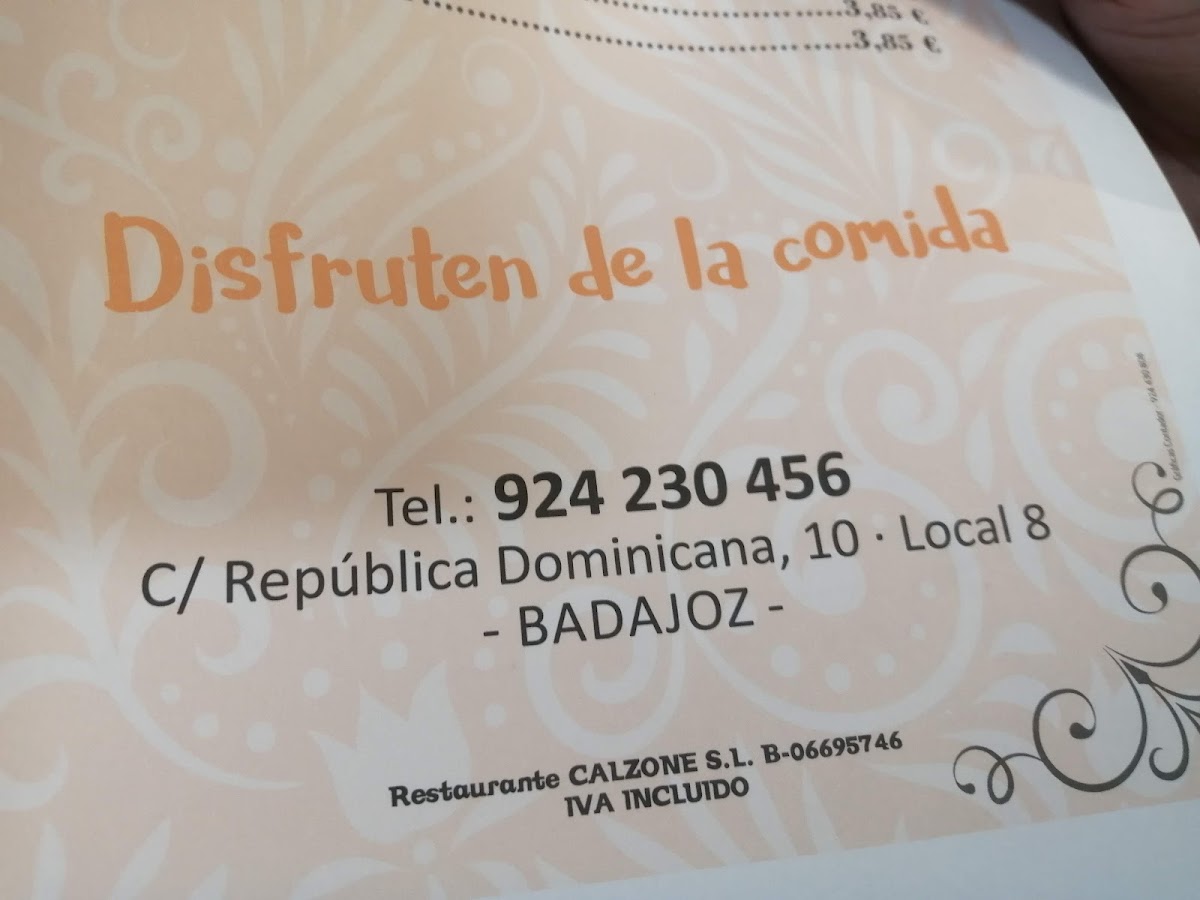 3,85 €
3,85 €
Disfruten de la comida
Tel.: 924 230 456
C/ República Dominicana, 10 · Local 8
- BADAJOZ -
Restaurante CALZONE S.L. B-06695746
IVA INCLUIDO